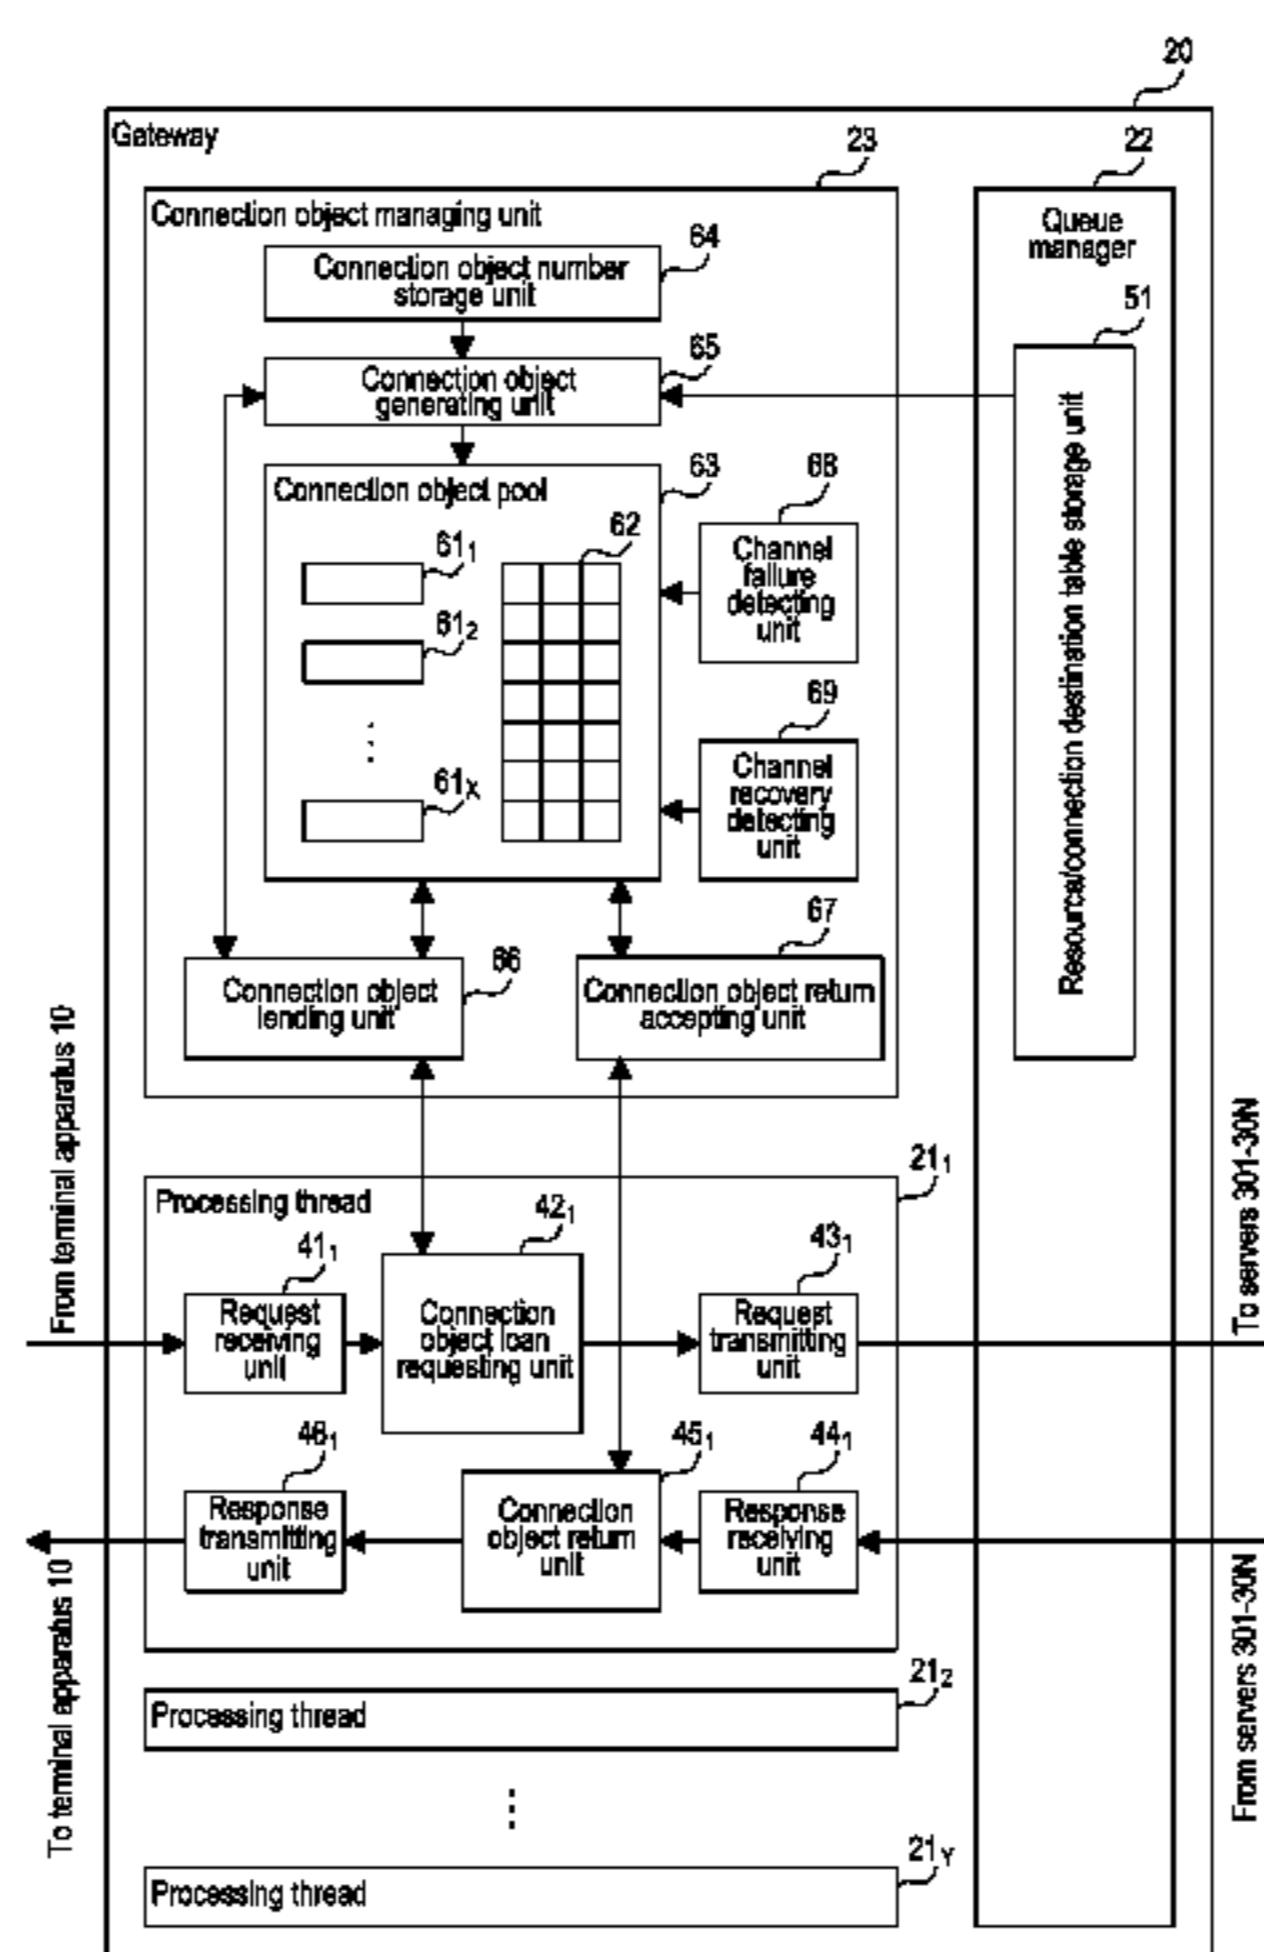 20
Gateway
23
22
Connection object managing unit
Queue
manager
64
Connection object number
storage unit
51
65
Connection object
generating unit
Resource/connection destination table storage unit
63
68
Connection object pool
62
61₁
Channel
failure
detecting
unit
61₂
69
⋮
Channel
recovery
detecting
unit
61X
67
66
Connection object
lending unit
Connection object return
accepting unit
From terminal apparatus 10
To servers 301-30N
21₁
Processing thread
42₁
41₁
43₁
Request
receiving
unit
Connection
object loan
requesting unit
Request
transmitting
unit
46₁
45₁
44₁
Response
transmitting
unit
Connection
object return
unit
Response
receiving
unit
To terminal apparatus 10
From servers 301-30N
21₂
Processing thread
⋮
21Y
Processing thread